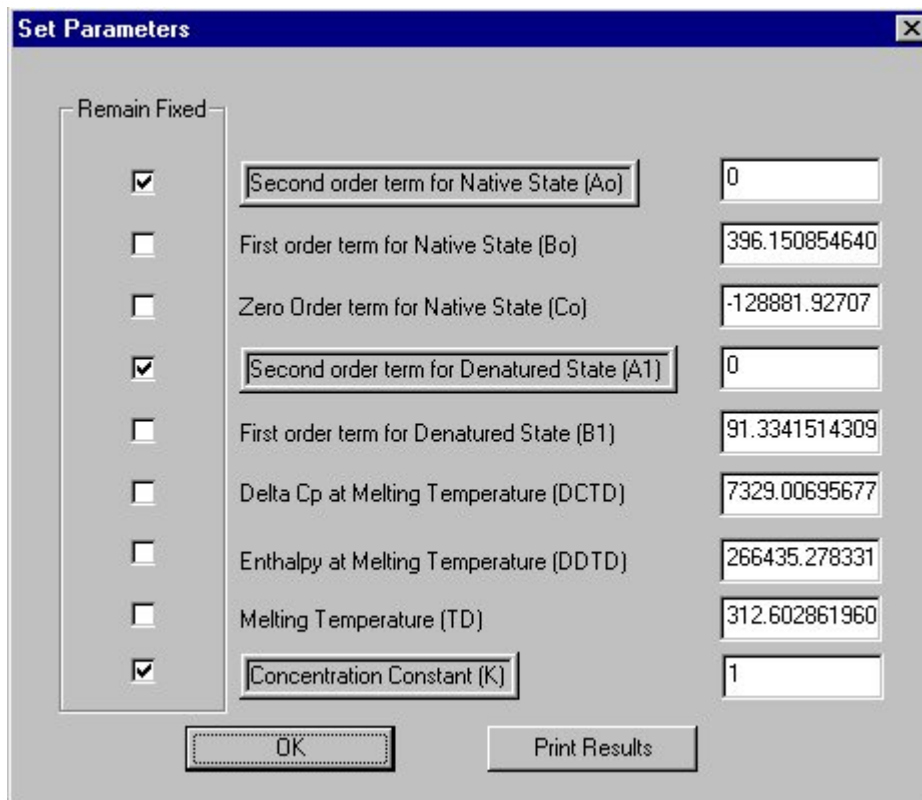 Set Parameters
Remain Fixed
Second order term for Native State (Ao)
0
First order term for Native State (Bo)
396.150854640
Zero Order term for Native State (Co)
-128881.92707
Second order term for Denatured State (A1)
0
First order term for Denatured State (B1)
91.3341514309
Delta Cp at Melting Temperature (DCTD)
7329.00695677
Enthalpy at Melting Temperature (DDTD)
266435.278331
Melting Temperature (TD)
312.602861960
Concentration Constant (K)
1
OK
Print Results